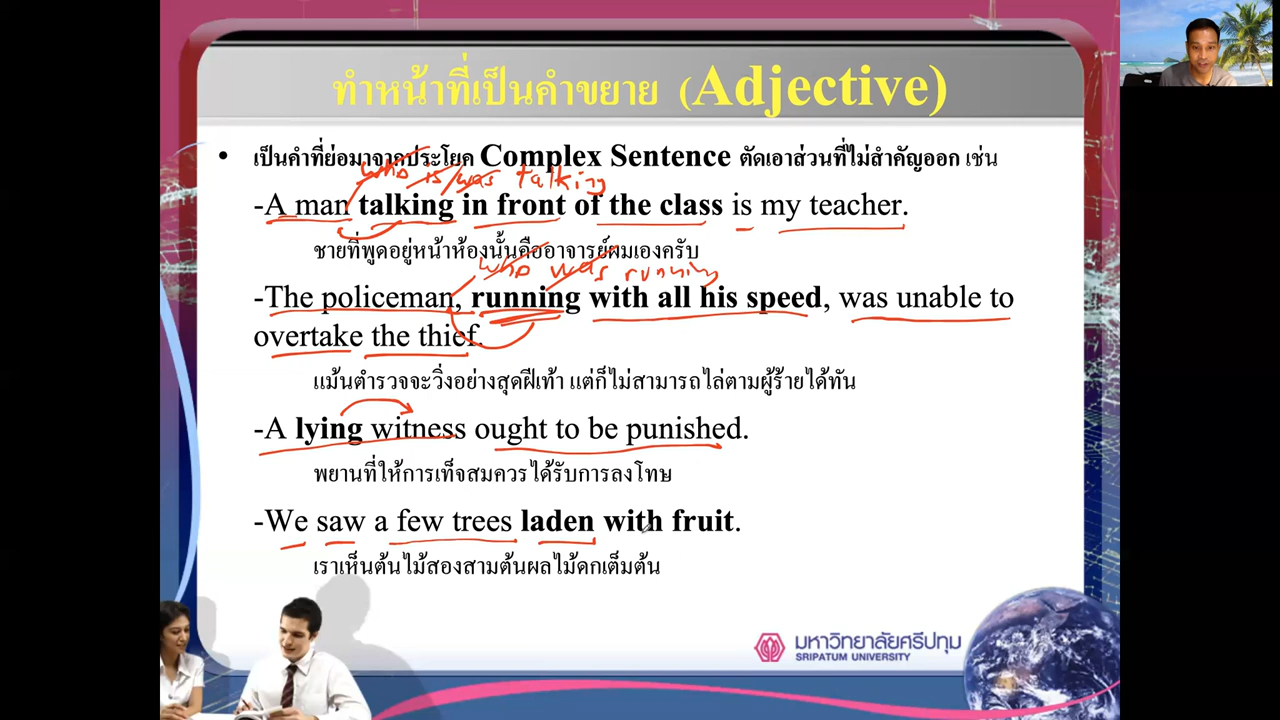 ทำหน้าที่เป็นคำขยาย (Adjective)
• เป็นคำที่ย่อมาจากประโยค Complex Sentence ตัดเอาส่วนที่ไม่สำคัญออก เช่น
who is/was talking
-A man talking in front of the class is my teacher.
ชายที่พูดอยู่หน้าห้องนั้นคืออาจารย์ผมเองครับ
who was running
-The policeman, running with all his speed, was unable to
overtake the thief.
แม้นตำรวจจะวิ่งอย่างสุดฝีเท้า แต่ก็ไม่สามารถไล่ตามผู้ร้ายได้ทัน
-A lying witness ought to be punished.
พยานที่ให้การเท็จสมควรได้รับการลงโทษ
-We saw a few trees laden with fruit.
เราเห็นต้นไม้สองสามต้นผลไม้ดกเต็มต้น
มหาวิทยาลัยศรีปทุม
SRIPATUM UNIVERSITY